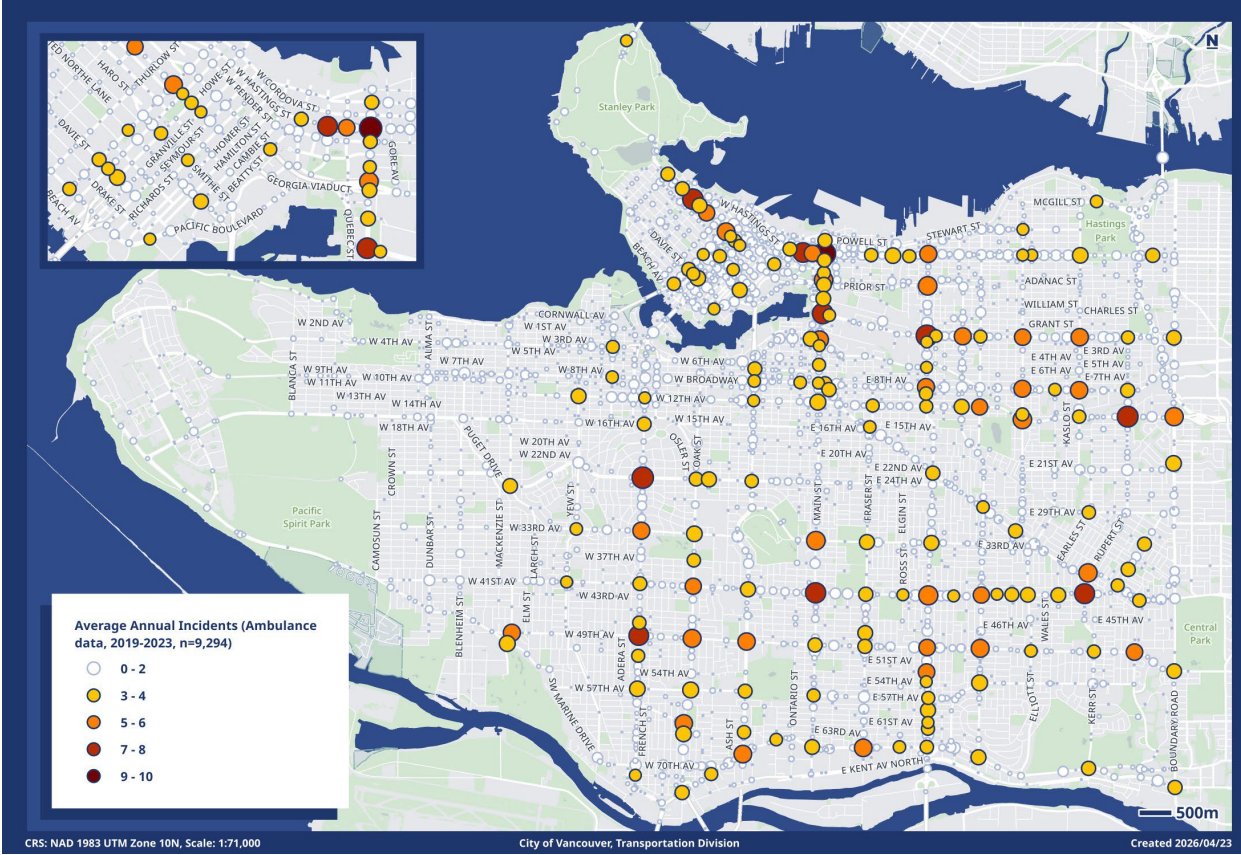 ED NORTHE LANE
HARO ST
THURLOW ST
HOWE ST
W CORDOVA ST
W HASTINGS ST
W PENDER ST
DAVIE ST
GRANVILLE ST
SEYMOUR ST
HOMER ST
HAMILTON ST
CAMBIE ST
BEATTY ST
SMITHE ST
GORE AV
DRAKE ST
RICHARDS ST
GEORGIA VIADUCT
BEACH AV
PACIFIC BOULEVARD
QUEBEC ST
N
Stanley Park
MCGILL ST
Hastings
Park
W HASTINGS ST
POWELL ST
STEWART ST
DAVIE ST
BEACH AV
PRIOR ST
ADANAC ST
WILLIAM ST
CHARLES ST
CORNWALL AV
W 2ND AV
W 1ST AV
GRANT ST
W 4TH AV
ALMA ST
W 3RD AV
W 5TH AV
E 3RD AV
E 4TH AV
BLANCA ST
W 7TH AV
W 6TH AV
E 5TH AV
W 9TH AV
W 8TH AV
E 6TH AV
W 10TH AV
W BROADWAY
E 8TH AV
E 7TH AV
W 11TH AV
W 13TH AV
W 12TH AV
W 14TH AV
KASLO ST
W 16TH AV
W 15TH AV
E 16TH AV
E 15TH AV
W 18TH AV
PUGET DRIVE
W 20TH AV
OSLER ST
OAK ST
W 22ND AV
E 20TH AV
CROWN ST
E 22ND AV
E 21ST AV
E 24TH AV
YEW ST
MAIN ST
FRASER ST
ELGIN ST
Pacific
Spirit Park
CAMOSUN ST
DUNBAR ST
MACKENZIE ST
W 33RD AV
E 29TH AV
LARCH ST
EARLES ST
RUPERT ST
E 33RD AV
W 37TH AV
ROSS ST
W 41ST AV
W 43RD AV
BLENHEIM ST
ELM ST
WALES ST
E 45TH AV
E 46TH AV
Central
Park
W 49TH AV
ADERA ST
E 51ST AV
W 54TH AV
E 54TH AV
W 57TH AV
E 57TH AV
SW MARINE DRIVE
ONTARIO ST
ELLIOTT ST
KERR ST
BOUNDARY ROAD
FRENCH ST
ASH ST
E 61ST AV
E 63RD AV
W 70TH AV
E KENT AV NORTH
Average Annual Incidents (Ambulance
data, 2019-2023, n=9,294)
0 - 2
3 - 4
5 - 6
7 - 8
9 - 10
500m
CRS: NAD 1983 UTM Zone 10N, Scale: 1:71,000
City of Vancouver, Transportation Division
Created 2026/04/23